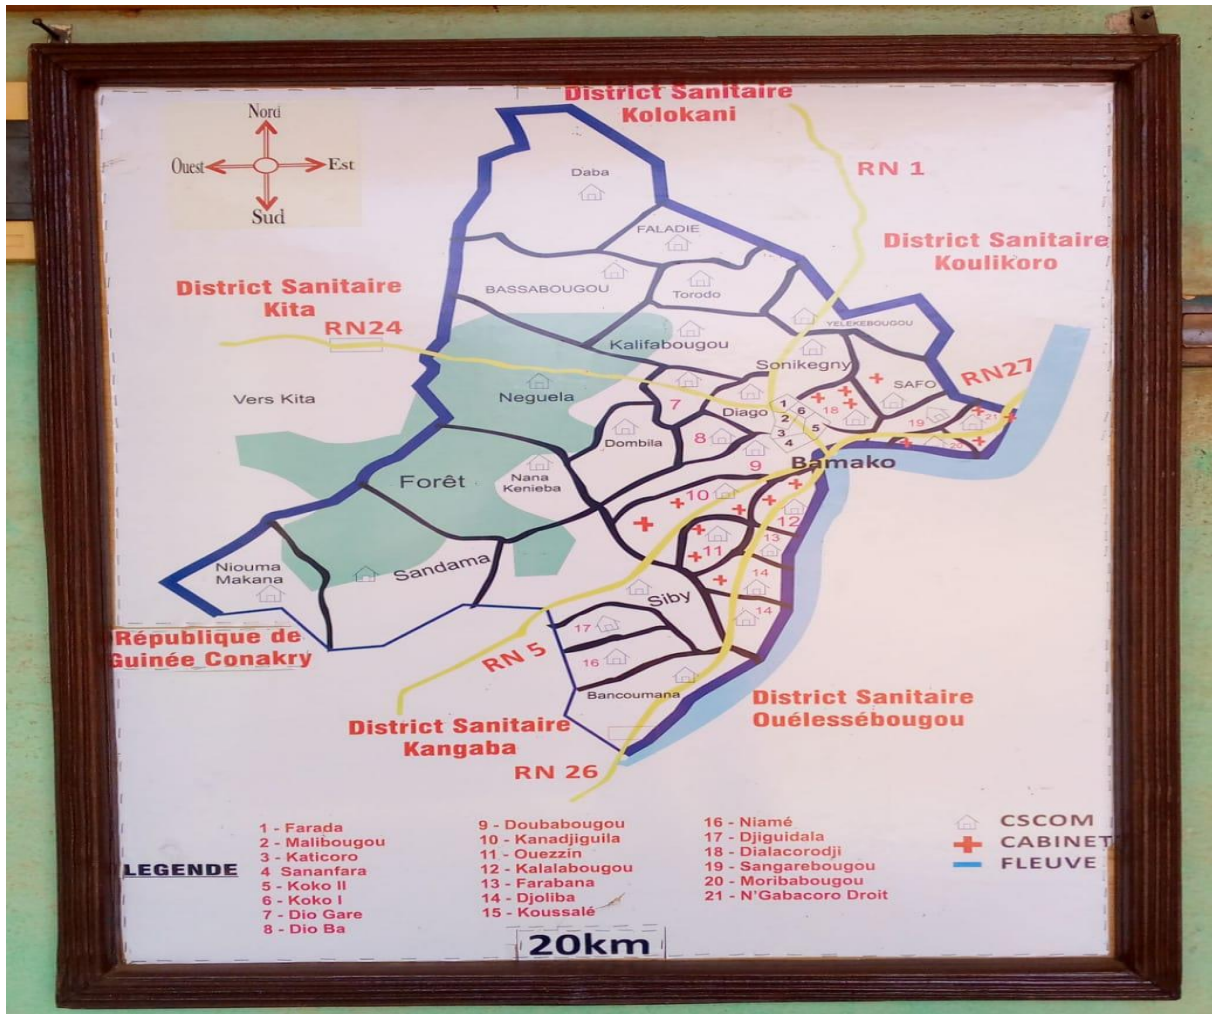 District Sanitaire
Kolokani
Nord
Ouest
Est
Sud
RN 1
Daba
FALADIE
District Sanitaire
Koulikoro
District Sanitaire
Kita
RN24
BASSABOUGOU
Torodo
YELEKEBOUGOU
Kalifabougou
Sonikegny
SAFO
RN27
Vers Kita
Neguela
7
Diago
1
6
2
5
3
4
18
19
21
20
Dombila
8
9
Bamako
Forêt
Nana
Kenieba
10
12
11
13
14
14
Niouma
Makana
Sandama
Siby
17
16
Bancoumana
République de
Guinée Conakry
RN 5
District Sanitaire
Kangaba
District Sanitaire
Ouélessébougou
RN 26
LEGENDE
1 - Farada
2 - Malibougou
3 - Katicoro
4 Sananfara
5 - Koko II
6 - Koko I
7 - Dio Gare
8 - Dio Ba
9 - Doubabougou
10 - Kanadjiguila
11 - Ouezzin
12 - Kalalabougou
13 - Farabana
14 - Djoliba
15 - Koussalé
16 - Niamé
17 - Djiguidala
18 - Dialacorodji
19 - Sangarebougou
20 - Moribabougou
21 - N'Gabacoro Droit
CSCOM
CABINET
FLEUVE
20km